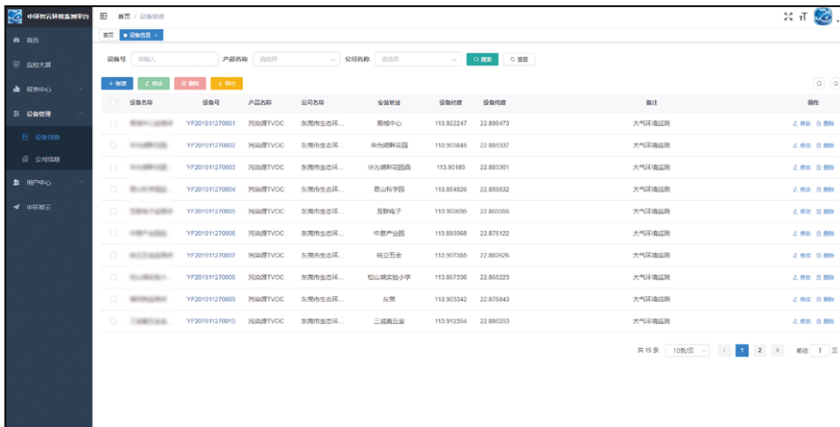 中环智云环境监测平台
首页 / 设备信息
首页
设备信息 ×
首页
监控大屏
报表中心
设备管理
设备信息
公司信息
用户中心
中环智云
设备号 请输入 产品名称 请选择 公司名称 请选择 搜索 重置
+ 新增 修改 删除 导出
设备名称 设备号 产品名称 公司名称 安装地址 设备经度 设备纬度 备注 操作
YF201911270001 污染源TVOC 东莞市生态环... 易城中心 113.922247 22.899473 大气环境监测 修改 删除
YF201911270002 污染源TVOC 东莞市生态环... 华为湖畔花园 113.903845 22.885337 大气环境监测 修改 删除
YF201911270003 污染源TVOC 东莞市生态环... 华为湖畔花园西 113.90185 22.883301 大气环境监测 修改 删除
YF201911270004 污染源TVOC 东莞市生态环... 君山科学园 113.884826 22.858832 大气环境监测 修改 删除
YF201911270005 污染源TVOC 东莞市生态环... 互联电子 113.902655 大气环境监测 修改 删除
YF201911270006 污染源TVOC 东莞市生态环... 中意产业园 113.893568 22.876122 大气环境监测 修改 删除
YF201911270007 污染源TVOC 东莞市生态环... 统立五金 113.907355 22.882626 大气环境监测 修改 删除
YF201911270008 污染源TVOC 东莞市生态环... 松山湖实验小学 113.867336 22.868223 大气环境监测 修改 删除
YF201911270009 污染源TVOC 东莞市生态环... 东莞 113.903342 22.876843 大气环境监测 修改 删除
YF201911270010 污染源TVOC 东莞市生态环... 三诚嘉五金 113.912354 22.886253 大气环境监测 修改 删除
共 15 条 10条/页 < 1 2 > 前往 1 页